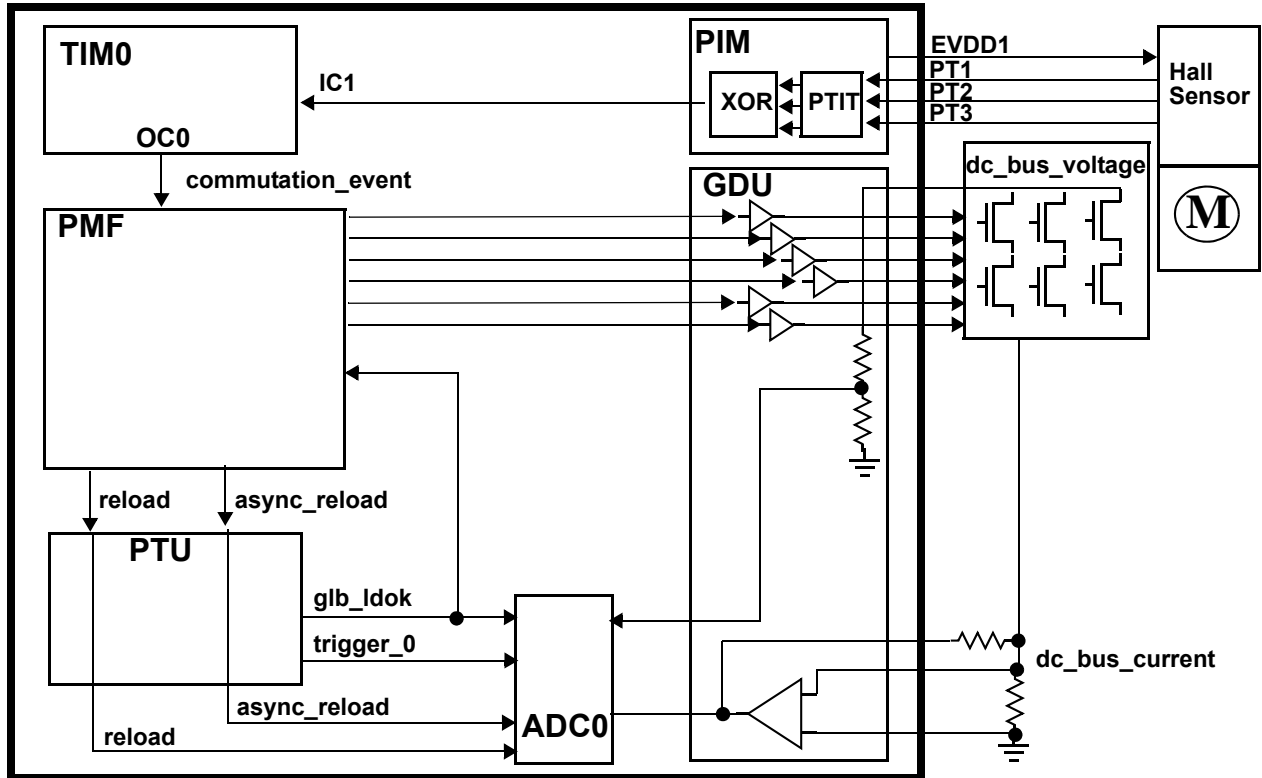 TIM0
OC0
IC1
PIM
XOR
PTIT
EVDD1
PT1
PT2
PT3
Hall
Sensor
commutation_event
PMF
GDU
dc_bus_voltage
M
reload
async_reload
PTU
glb_ldok
trigger_0
async_reload
reload
ADC0
dc_bus_current